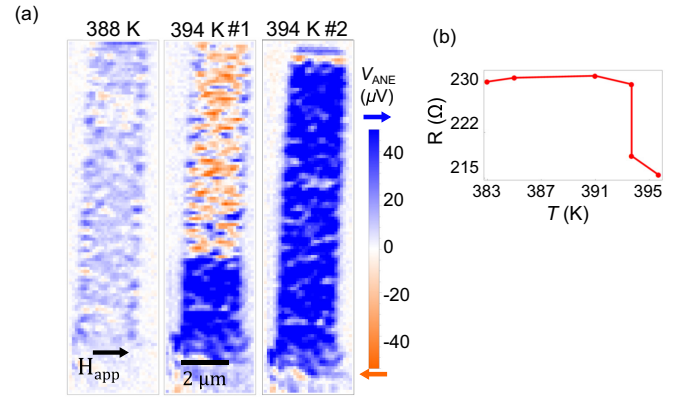 (a)
388 K
394 K #1
394 K #2
V_ANE
(μV)
40
20
0
-20
-40
H_app
2 μm
(b)
R (Ω)
230
222
215
383
387
391
395
T (K)